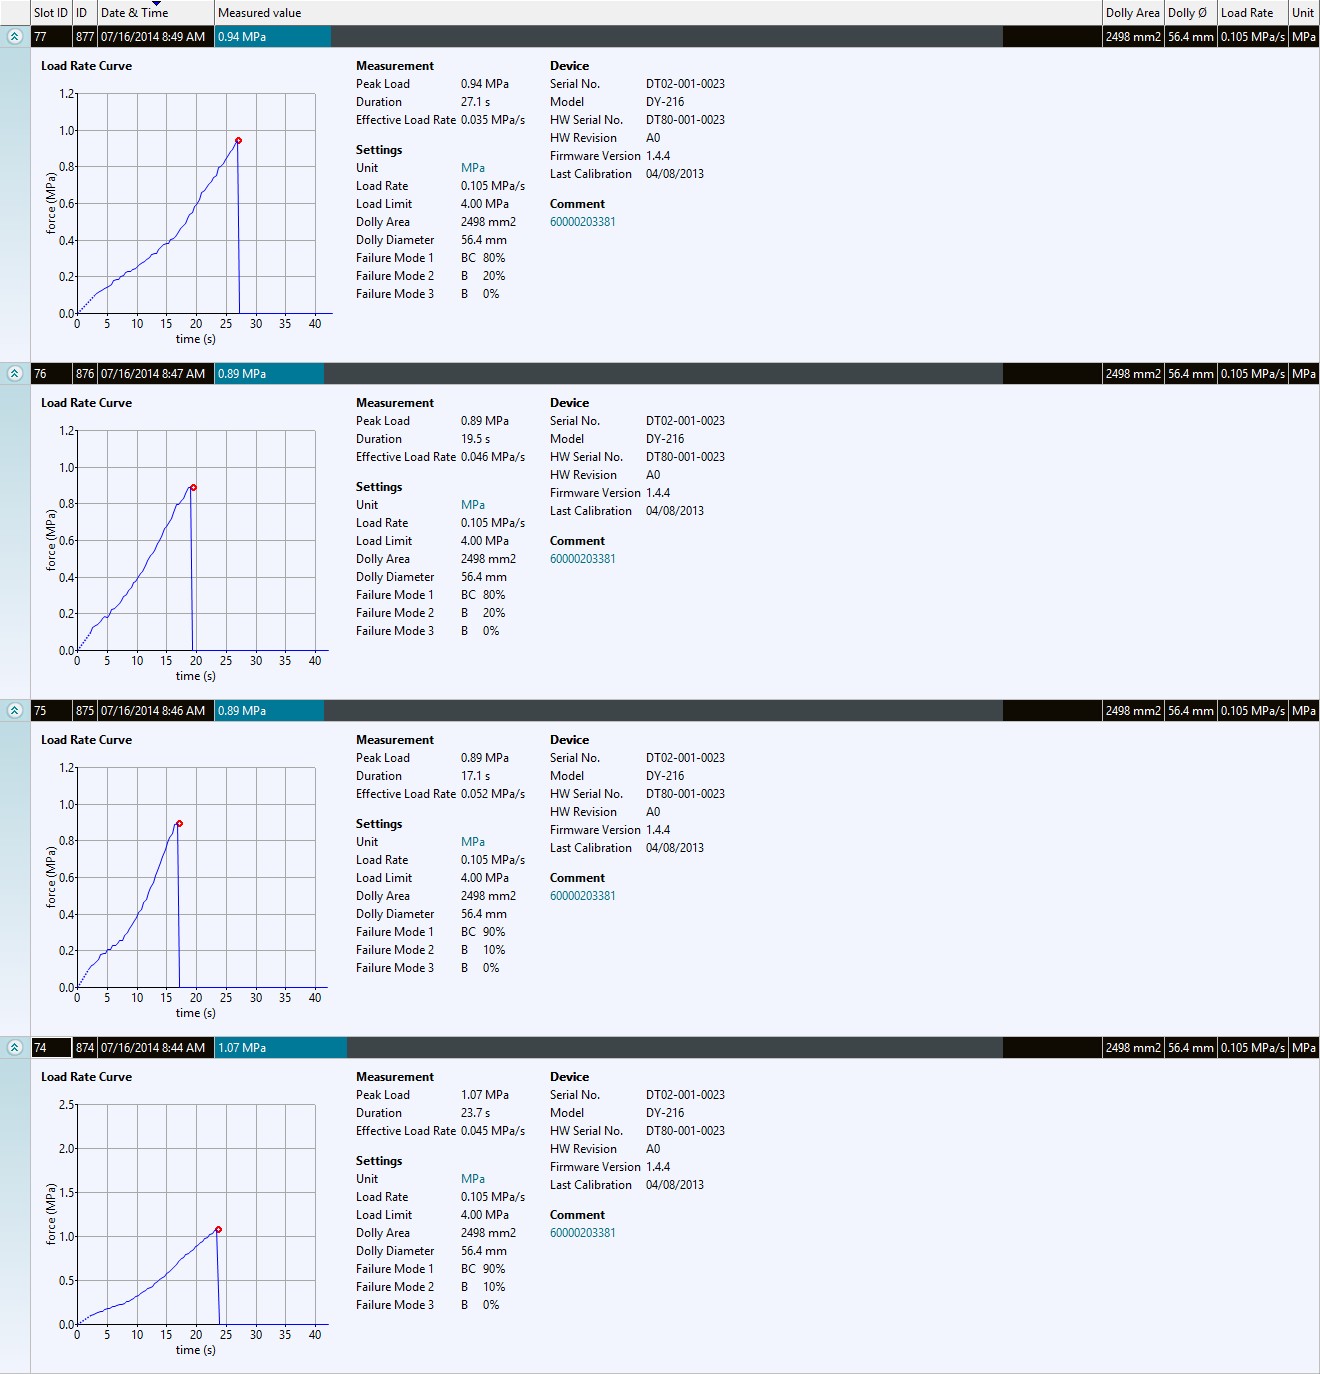 Slot ID ID Date & Time Measured value Dolly Area Dolly Ø Load Rate Unit
77 877 07/16/2014 8:49 AM 0.94 MPa 2498 mm2 56.4 mm 0.105 MPa/s MPa
Load Rate Curve Measurement Device
Peak Load 0.94 MPa Serial No. DT02-001-0023
1.2 Duration 27.1 s Model DY-216
Effective Load Rate 0.035 MPa/s HW Serial No. DT80-001-0023
1.0 HW Revision A0
Settings Firmware Version 1.4.4
0.8 Unit MPa Last Calibration 04/08/2013
Load Rate 0.105 MPa/s
0.6 Load Limit 4.00 MPa Comment
force (MPa)
Dolly Area 2498 mm2 60000203381
0.4 Dolly Diameter 56.4 mm
Failure Mode 1 BC 80%
0.2 Failure Mode 2 B 20%
Failure Mode 3 B 0%
0.0
0 5 10 15 20 25 30 35 40
time (s)
76 876 07/16/2014 8:47 AM 0.89 MPa 2498 mm2 56.4 mm 0.105 MPa/s MPa
Load Rate Curve Measurement Device
Peak Load 0.89 MPa Serial No. DT02-001-0023
1.2 Duration 19.5 s Model DY-216
Effective Load Rate 0.046 MPa/s HW Serial No. DT80-001-0023
1.0 HW Revision A0
Settings Firmware Version 1.4.4
0.8 Unit MPa Last Calibration 04/08/2013
Load Rate 0.105 MPa/s
0.6 Load Limit 4.00 MPa Comment
force (MPa)
Dolly Area 2498 mm2 60000203381
0.4 Dolly Diameter 56.4 mm
Failure Mode 1 BC 80%
0.2 Failure Mode 2 B 20%
Failure Mode 3 B 0%
0.0
0 5 10 15 20 25 30 35 40
time (s)
75 875 07/16/2014 8:46 AM 0.89 MPa 2498 mm2 56.4 mm 0.105 MPa/s MPa
Load Rate Curve Measurement Device
Peak Load 0.89 MPa Serial No. DT02-001-0023
1.2 Duration 17.1 s Model DY-216
Effective Load Rate 0.052 MPa/s HW Serial No. DT80-001-0023
1.0 HW Revision A0
Settings Firmware Version 1.4.4
0.8 Unit MPa Last Calibration 04/08/2013
Load Rate 0.105 MPa/s
0.6 Load Limit 4.00 MPa Comment
force (MPa)
Dolly Area 2498 mm2 60000203381
0.4 Dolly Diameter 56.4 mm
Failure Mode 1 BC 90%
0.2 Failure Mode 2 B 10%
Failure Mode 3 B 0%
0.0
0 5 10 15 20 25 30 35 40
time (s)
74 874 07/16/2014 8:44 AM 1.07 MPa 2498 mm2 56.4 mm 0.105 MPa/s MPa
Load Rate Curve Measurement Device
Peak Load 1.07 MPa Serial No. DT02-001-0023
2.5 Duration 23.7 s Model DY-216
Effective Load Rate 0.045 MPa/s HW Serial No. DT80-001-0023
2.0 HW Revision A0
Settings Firmware Version 1.4.4
Unit MPa Last Calibration 04/08/2013
1.5 Load Rate 0.105 MPa/s
Load Limit 4.00 MPa Comment
force (MPa)
1.0 Dolly Area 2498 mm2 60000203381
Dolly Diameter 56.4 mm
Failure Mode 1 BC 90%
0.5 Failure Mode 2 B 10%
Failure Mode 3 B 0%
0.0
0 5 10 15 20 25 30 35 40
time (s)